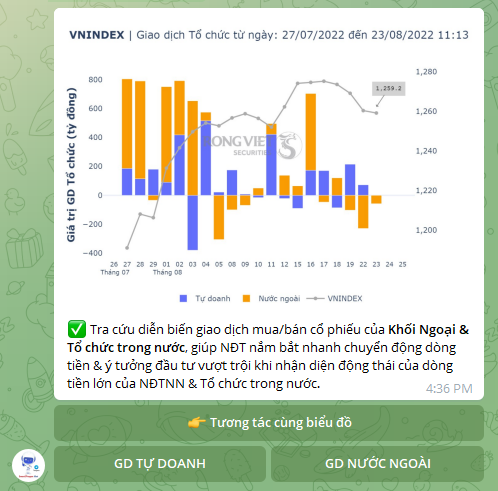 VNINDEX | Giao dịch Tổ chức từ ngày: 27/07/2022 đến 23/08/2022 11:13
Giá trị GD Tổ chức (tỷ đồng)
800
600
400
200
0
−200
−400
1,280
1,260
1,240
1,220
1,200
1,259.2
RONG VIET
SECURITIES
26 27 28 29 01 02 03 04 05 08 09 10 11 12 15 16 17 18 19 22 23 24 25
Tháng 07 Tháng 08
Tự doanh Nước ngoài VNINDEX
✅ Tra cứu diễn biến giao dịch mua/bán cổ phiếu của Khối Ngoại &
Tổ chức trong nước, giúp NĐT nắm bắt nhanh chuyển động dòng
tiền & ý tưởng đầu tư vượt trội khi nhận diện động thái của dòng
tiền lớn của NĐTNN & Tổ chức trong nước.
4:36 PM
👉 Tương tác cùng biểu đồ
GD TỰ DOANH
GD NƯỚC NGOÀI